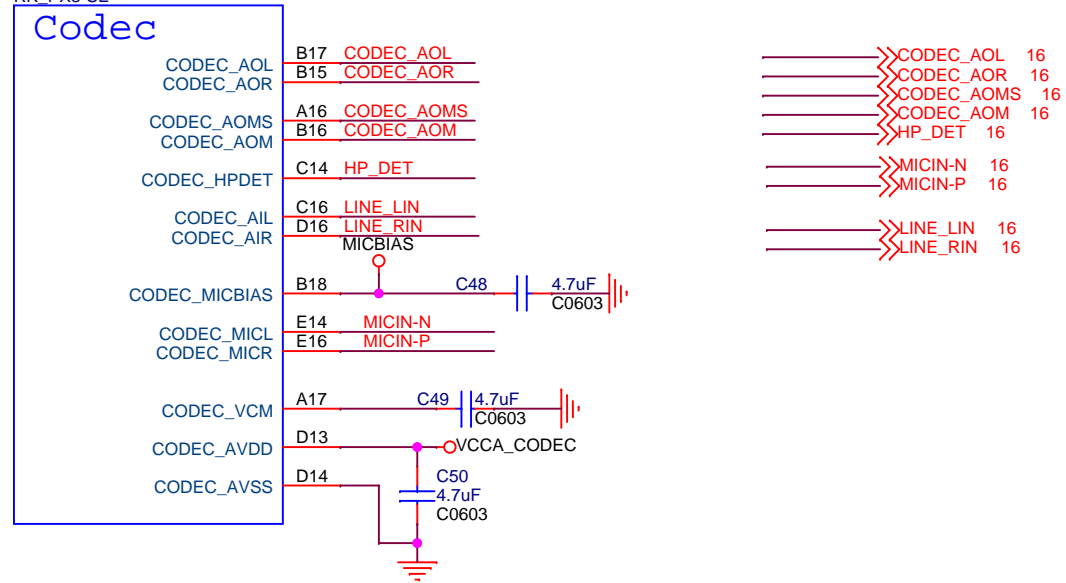 Codec
CODEC_AOL B17 CODEC_AOL
CODEC_AOR B15 CODEC_AOR
CODEC_AOMS A16 CODEC_AOMS
CODEC_AOM B16 CODEC_AOM
CODEC_HPDET C14 HP_DET
CODEC_AIL C16 LINE_LIN
CODEC_AIR D16 LINE_RIN
MICBIAS
CODEC_MICBIAS B18 C48 4.7uF
C0603
CODEC_MICL E14 MICIN-N
CODEC_MICR E16 MICIN-P
CODEC_VCM A17 C49 4.7uF
C0603
CODEC_AVDD D13 VCCA_CODEC
CODEC_AVSS D14 C50
4.7uF
C0603
CODEC_AOL 16
CODEC_AOR 16
CODEC_AOMS 16
CODEC_AOM 16
HP_DET 16
MICIN-N 16
MICIN-P 16
LINE_LIN 16
LINE_RIN 16